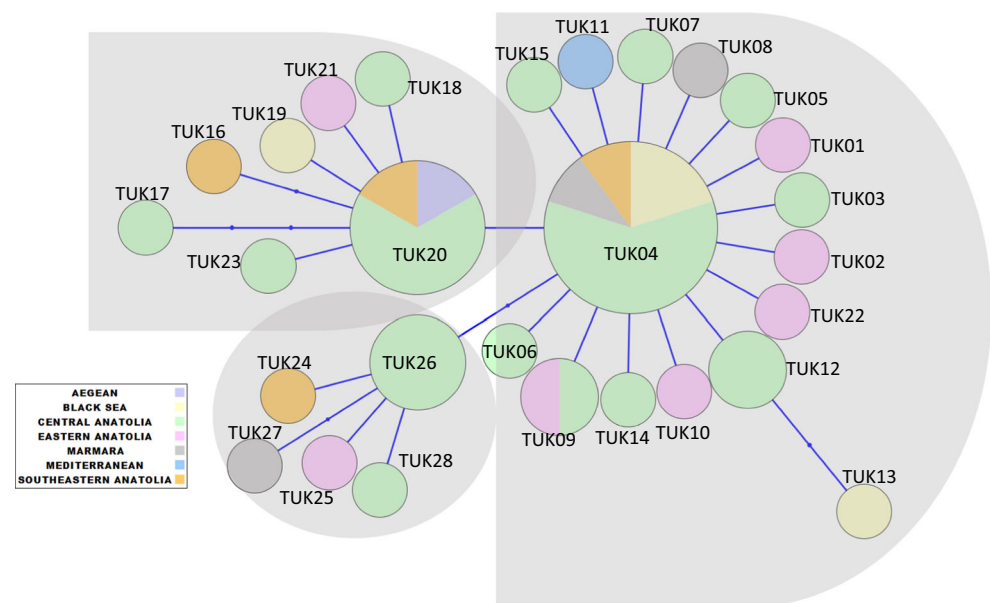 TUK11
TUK07
TUK15
TUK08
TUK21
TUK18
TUK05
TUK19
TUK16
TUK01
TUK17
TUK03
TUK23
TUK20
TUK04
TUK02
TUK22
TUK06
TUK26
TUK24
TUK12
TUK27
TUK09
TUK14
TUK10
TUK28
TUK25
TUK13
AEGEAN
BLACK SEA
CENTRAL ANATOLIA
EASTERN ANATOLIA
MARMARA
MEDITERRANEAN
SOUTHEASTERN ANATOLIA